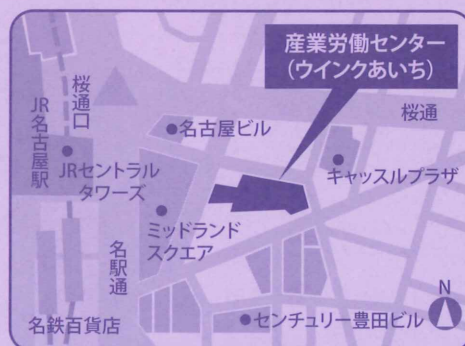 産業労働センター
(ウインクあいち)
桜通口
桜通
名古屋ビル
JR名古屋駅
JRセントラル
タワーズ
キャッスルプラザ
ミッドランド
スクエア
名駅通
N
名鉄百貨店
センチュリー豊田ビル